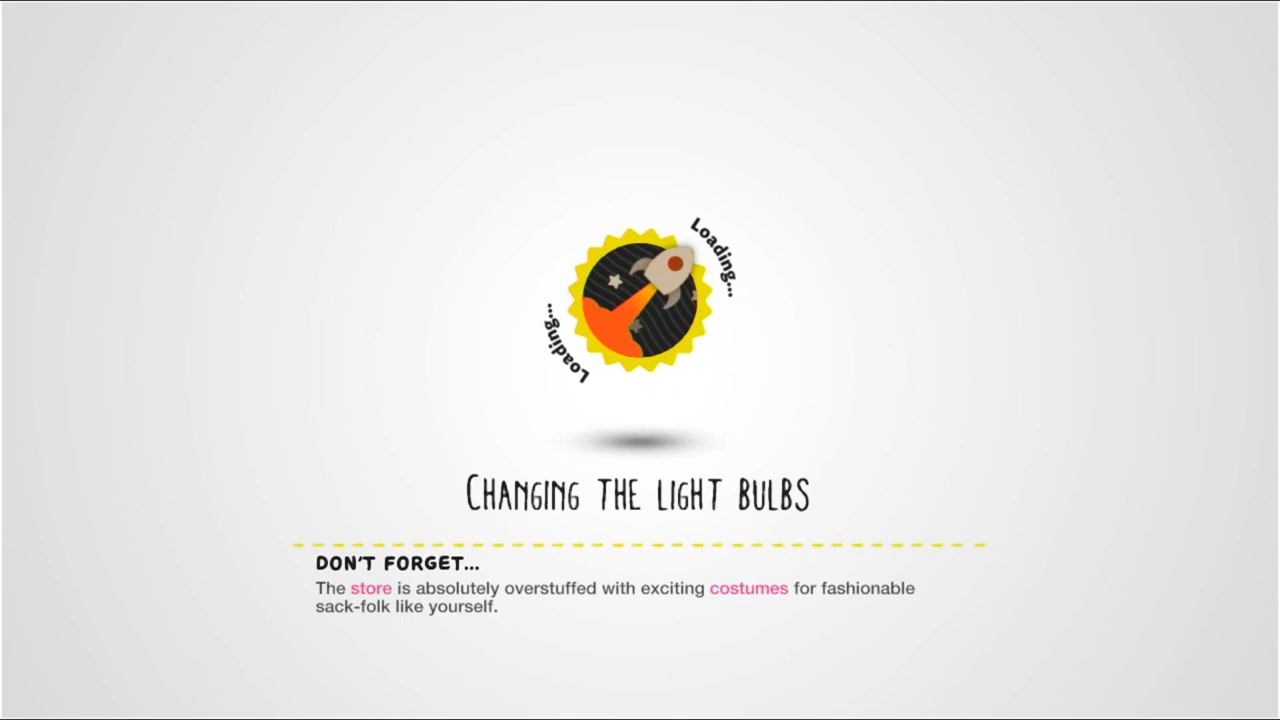 Loading...
Loading...
Changing the light bulbs
DON'T FORGET...
The store is absolutely overstuffed with exciting costumes for fashionable
sack-folk like yourself.